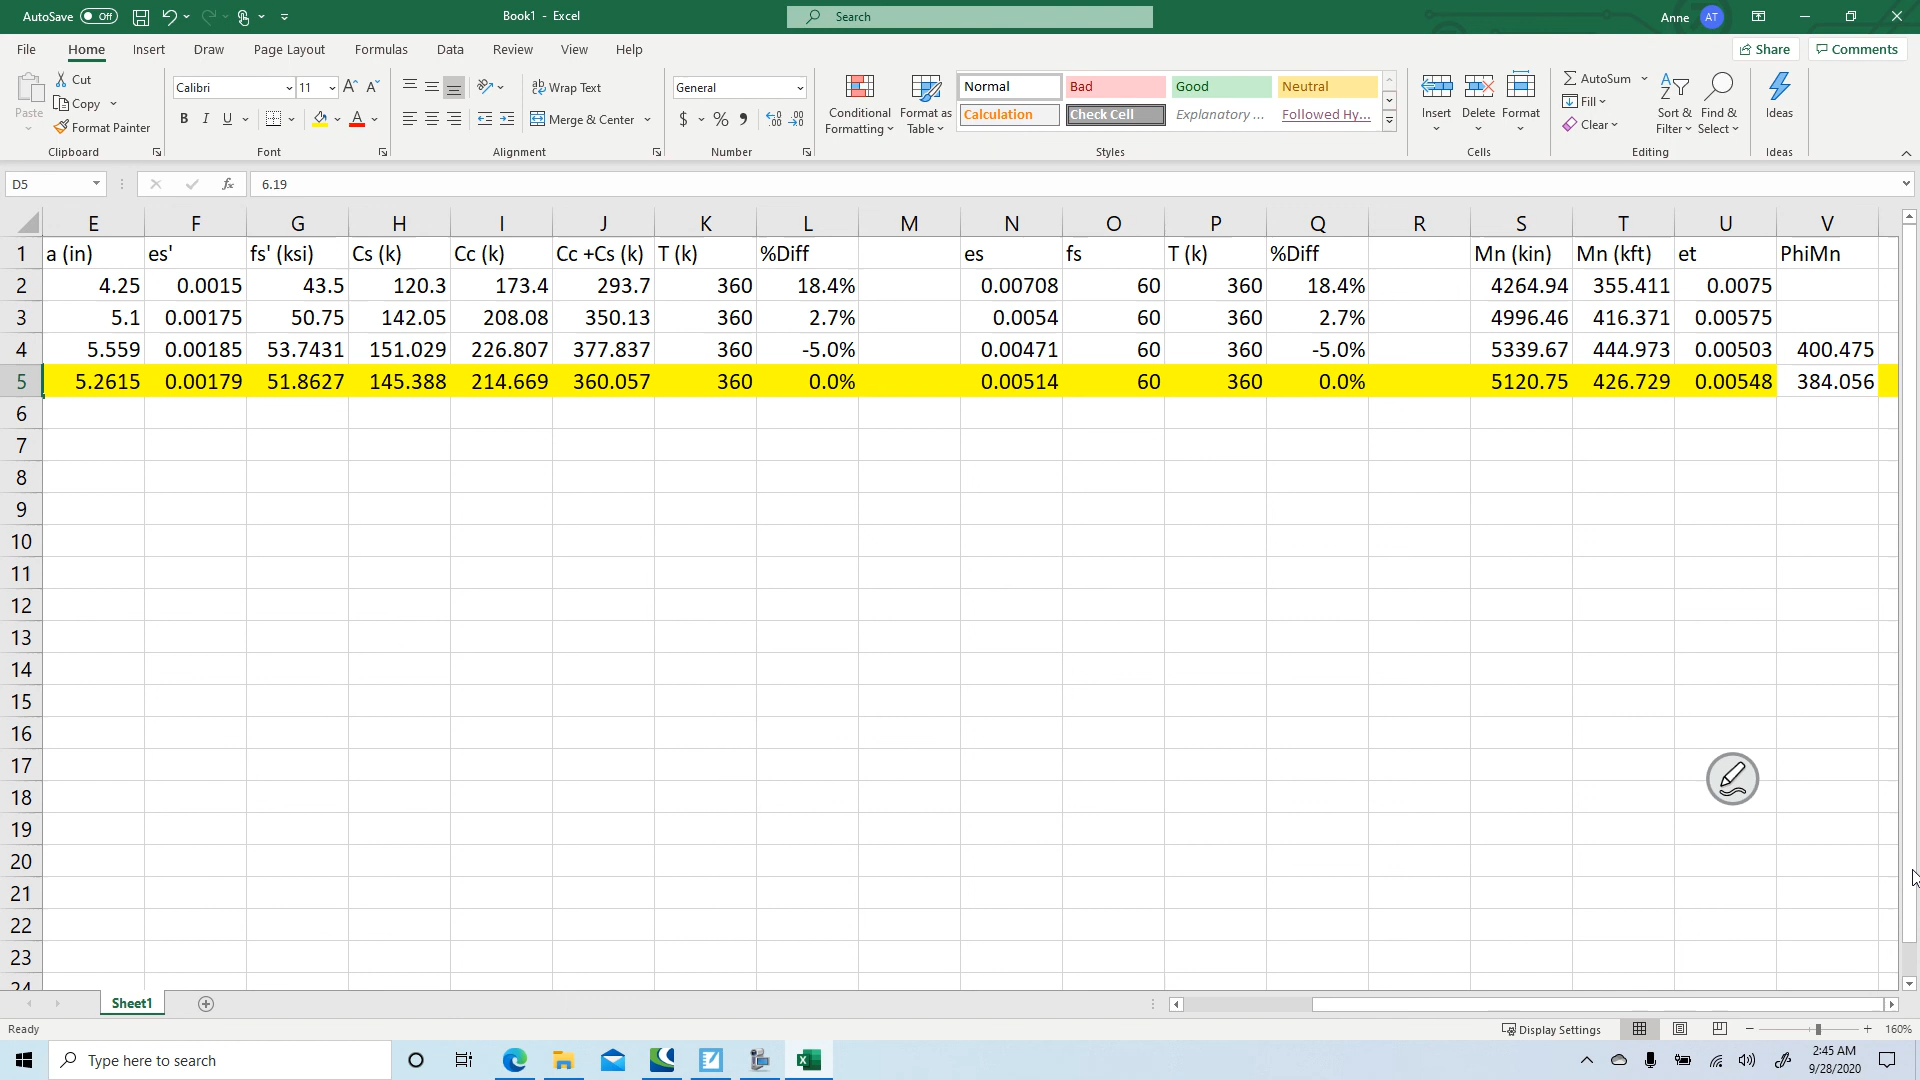 AutoSave Off Book1 - Excel Search Anne AT
File Home Insert Draw Page Layout Formulas Data Review View Help Share Comments
Paste Cut Copy Format Painter Clipboard
Calibri 11 A A B I U A Font
Wrap Text Merge & Center Alignment
General $ % 9 Number
Conditional Formatting Format as Table Normal Bad Good Neutral Calculation Check Cell Explanatory ... Followed Hy... Styles
Insert Delete Format Cells
AutoSum Fill Clear Sort & Filter Find & Select Editing
Ideas Ideas
D5 fx 6.19
E F G H I J K L M N O P Q R S T U V
1 a (in) es' fs' (ksi) Cs (k) Cc (k) Cc +Cs (k) T (k) %Diff es fs T (k) %Diff Mn (kin) Mn (kft) et PhiMn
2 4.25 0.0015 43.5 120.3 173.4 293.7 360 18.4% 0.00708 60 360 18.4% 4264.94 355.411 0.0075
3 5.1 0.00175 50.75 142.05 208.08 350.13 360 2.7% 0.0054 60 360 2.7% 4996.46 416.371 0.00575
4 5.559 0.00185 53.7431 151.029 226.807 377.837 360 -5.0% 0.00471 60 360 -5.0% 5339.67 444.973 0.00503 400.475
5 5.2615 0.00179 51.8627 145.388 214.669 360.057 360 0.0% 0.00514 60 360 0.0% 5120.75 426.729 0.00548 384.056
6
7
8
9
10
11
12
13
14
15
16
17
18
19
20
21
22
23
24
Sheet1
Ready Display Settings 160%
Type here to search 2:45 AM
9/28/2020